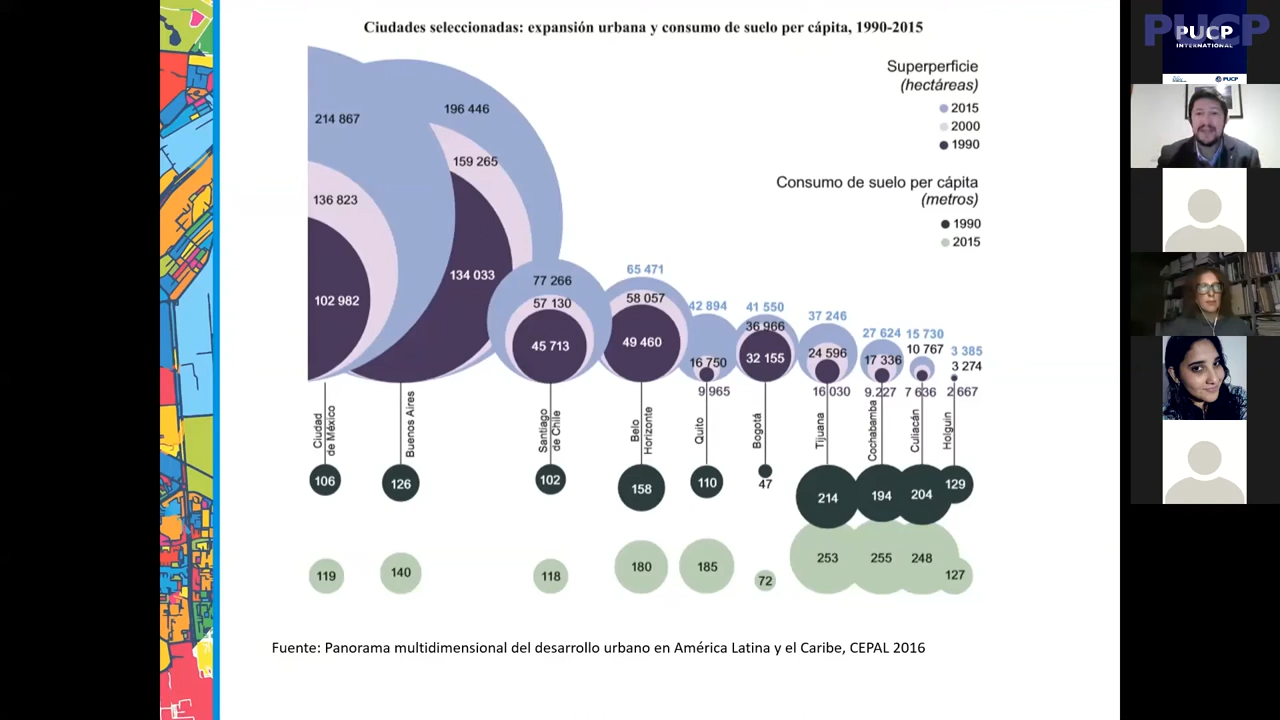 Ciudades seleccionadas: expansión urbana y consumo de suelo per cápita, 1990-2015
Superperficie
(hectáreas)
2015
2000
1990
Consumo de suelo per cápita
(metros)
1990
2015
214 867
136 823
102 982
196 446
159 265
134 033
77 266
57 130
45 713
65 471
58 057
49 460
42 894
16 750
9 965
41 550
36 966
32 155
37 246
24 596
16 030
27 624
17 336
9.227
15 730
10 767
7 636
3 385
3 274
2 667
Ciudad
de México
Buenos Aires
Santiago
de Chile
Belo
Horizonte
Quito
Bogotá
Tijuana
Cochabamba
Culiacán
Holguín
106
126
102
158
110
47
214
194
204
129
119
140
118
180
185
72
253
255
248
127
Fuente: Panorama multidimensional del desarrollo urbano en América Latina y el Caribe, CEPAL 2016
PUCP
PUCP
INTERNATIONAL
PUCP